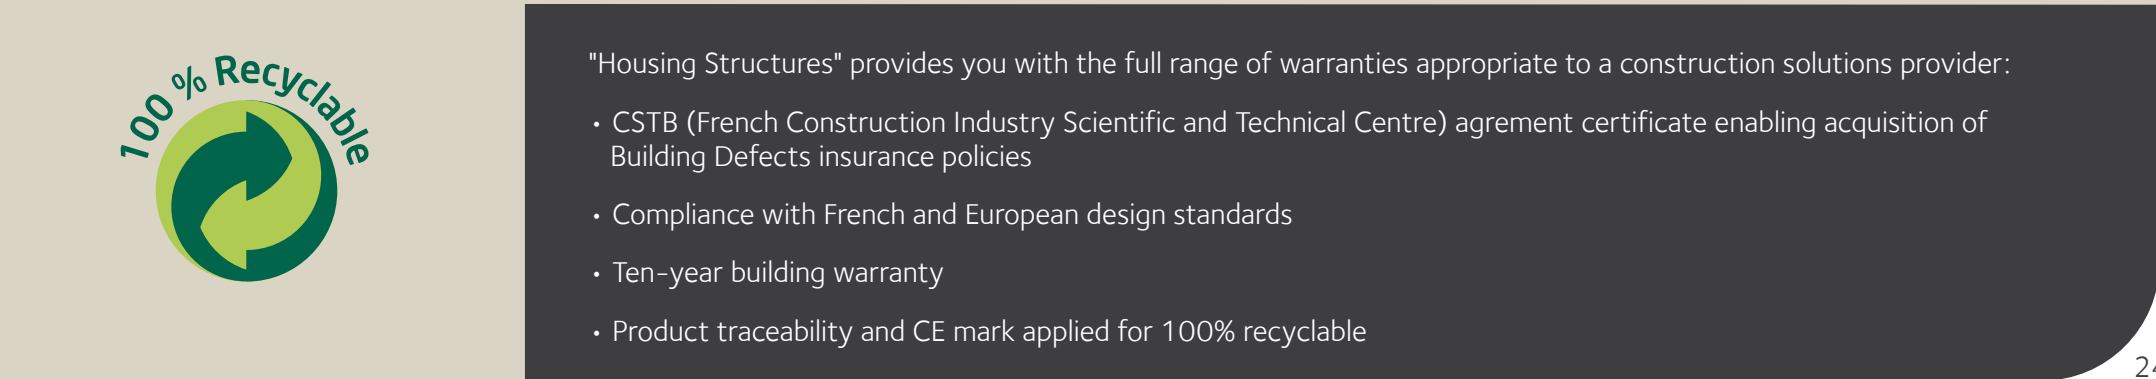 100 % Recyclable
"Housing Structures" provides you with the full range of warranties appropriate to a construction solutions provider:
• CSTB (French Construction Industry Scientific and Technical Centre) agrement certificate enabling acquisition of
Building Defects insurance policies
• Compliance with French and European design standards
• Ten-year building warranty
• Product traceability and CE mark applied for 100% recyclable